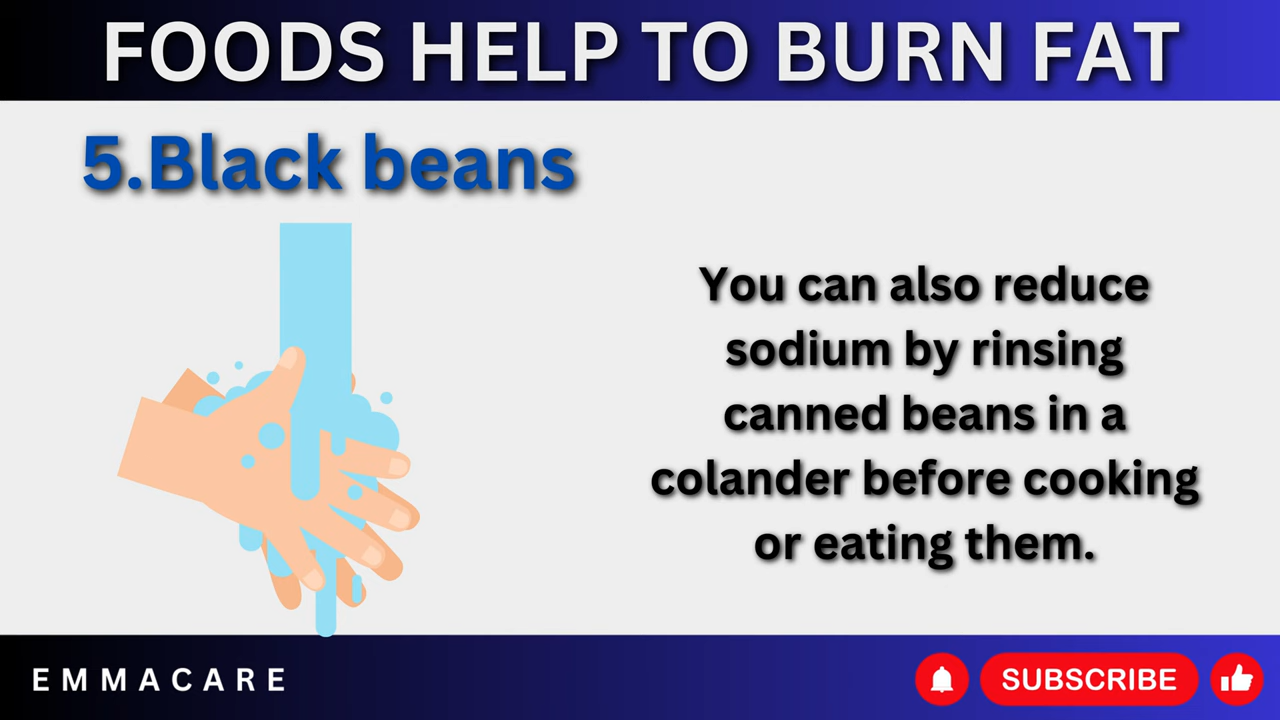 FOODS HELP TO BURN FAT
5.Black beans
You can also reduce
sodium by rinsing
canned beans in a
colander before cooking
or eating them.
EMMACARE
SUBSCRIBE